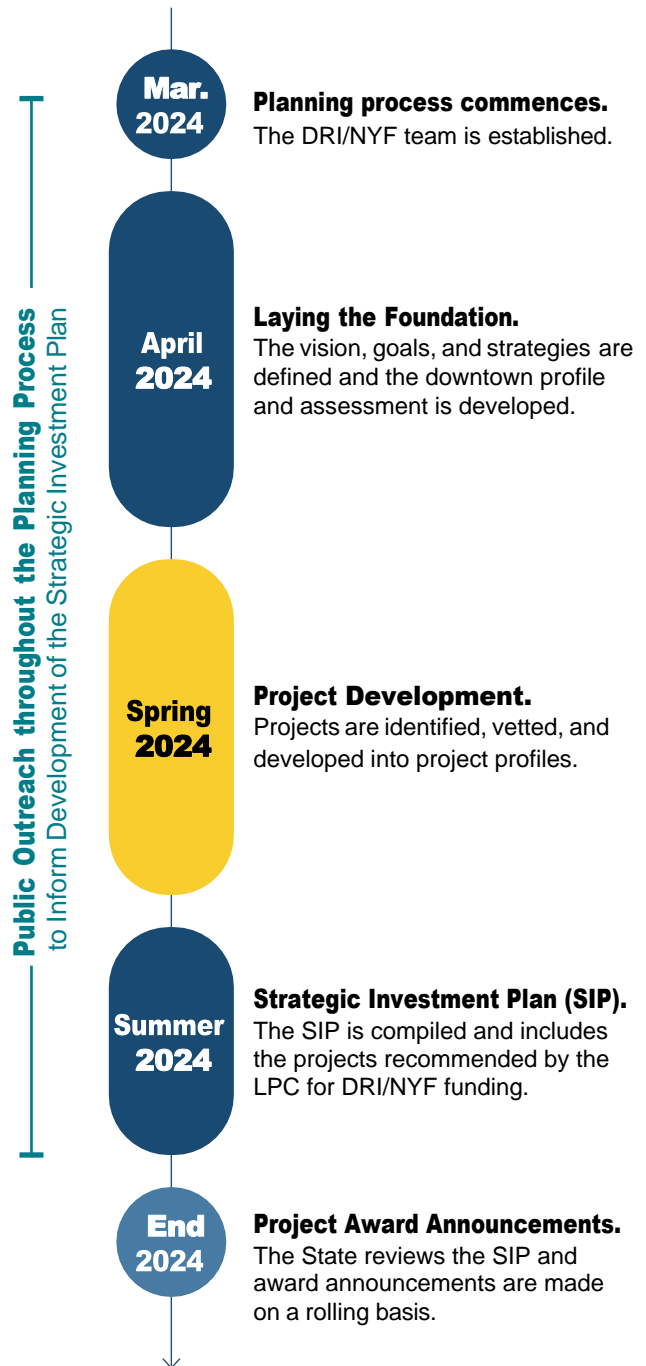 Public Outreach throughout the Planning Process
to Inform Development of the Strategic Investment Plan
Mar.
2024
Planning process commences.
The DRI/NYF team is established.
April
2024
Laying the Foundation.
The vision, goals, and strategies are
defined and the downtown profile
and assessment is developed.
Spring
2024
Project Development.
Projects are identified, vetted, and
developed into project profiles.
Summer
2024
Strategic Investment Plan (SIP).
The SIP is compiled and includes
the projects recommended by the
LPC for DRI/NYF funding.
End
2024
Project Award Announcements.
The State reviews the SIP and
award announcements are made
on a rolling basis.